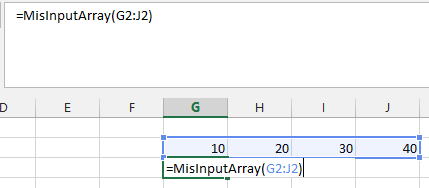 =MisInputArray(G2:J2)
D E F G H I J
10 20 30 40
=MisInputArray(G2:J2)